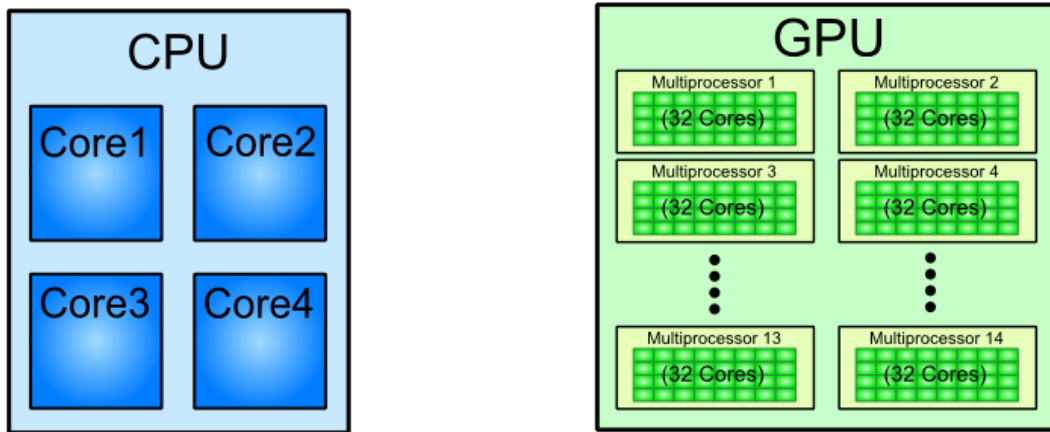 CPU
Core1
Core2
Core3
Core4
GPU
Multiprocessor 1
(32 Cores)
Multiprocessor 2
(32 Cores)
Multiprocessor 3
(32 Cores)
Multiprocessor 4
(32 Cores)
Multiprocessor 13
(32 Cores)
Multiprocessor 14
(32 Cores)